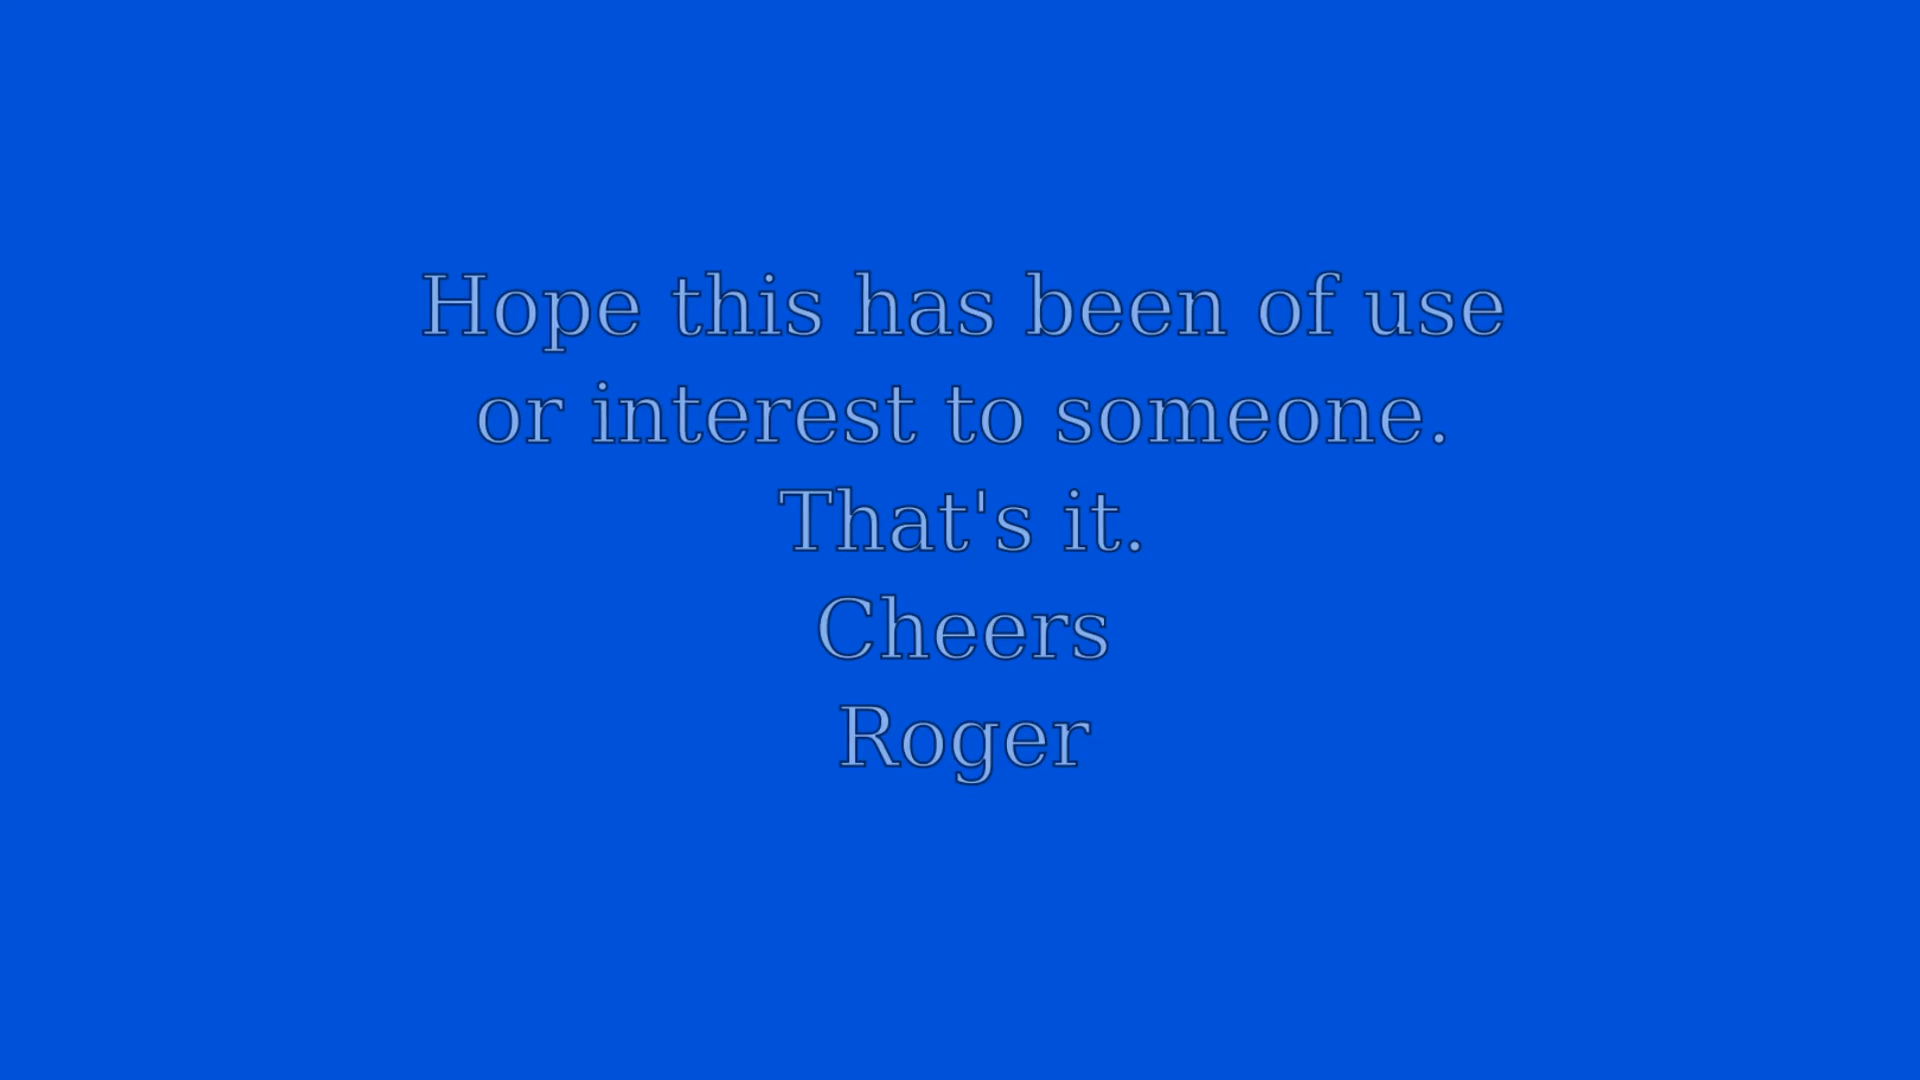 Hope this has been of use
or interest to someone.
That's it.
Cheers
Roger